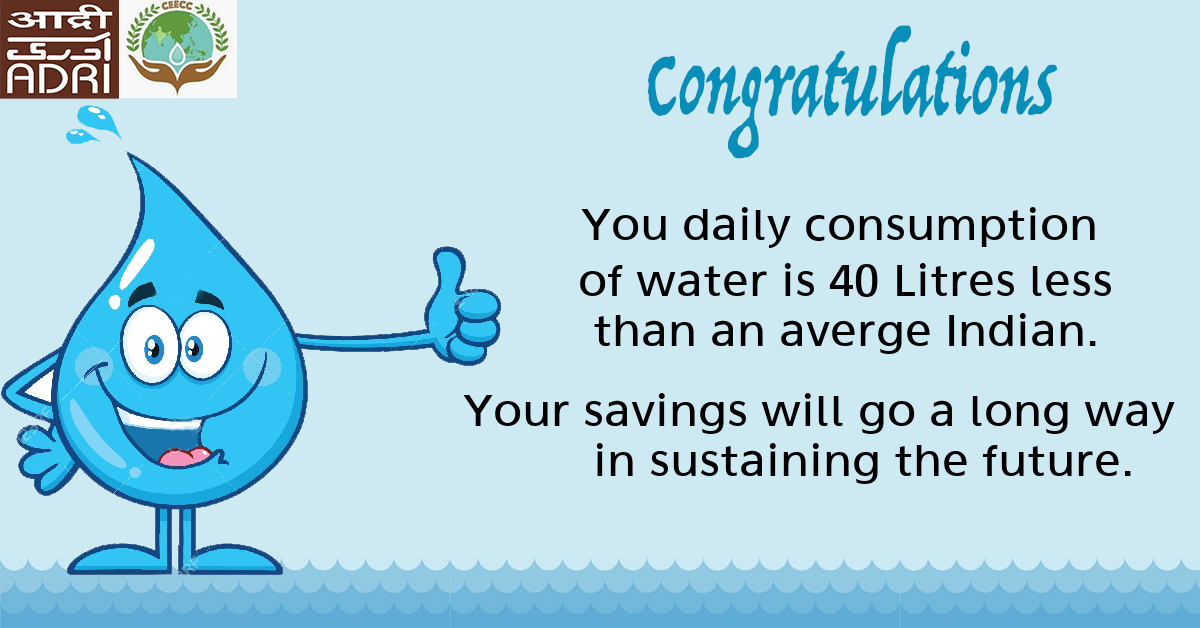 आद्री
ادری
ADRI
CEECC
Congratulations
You daily consumption
of water is 40 Litres less
than an averge Indian.
Your savings will go a long way
in sustaining the future.